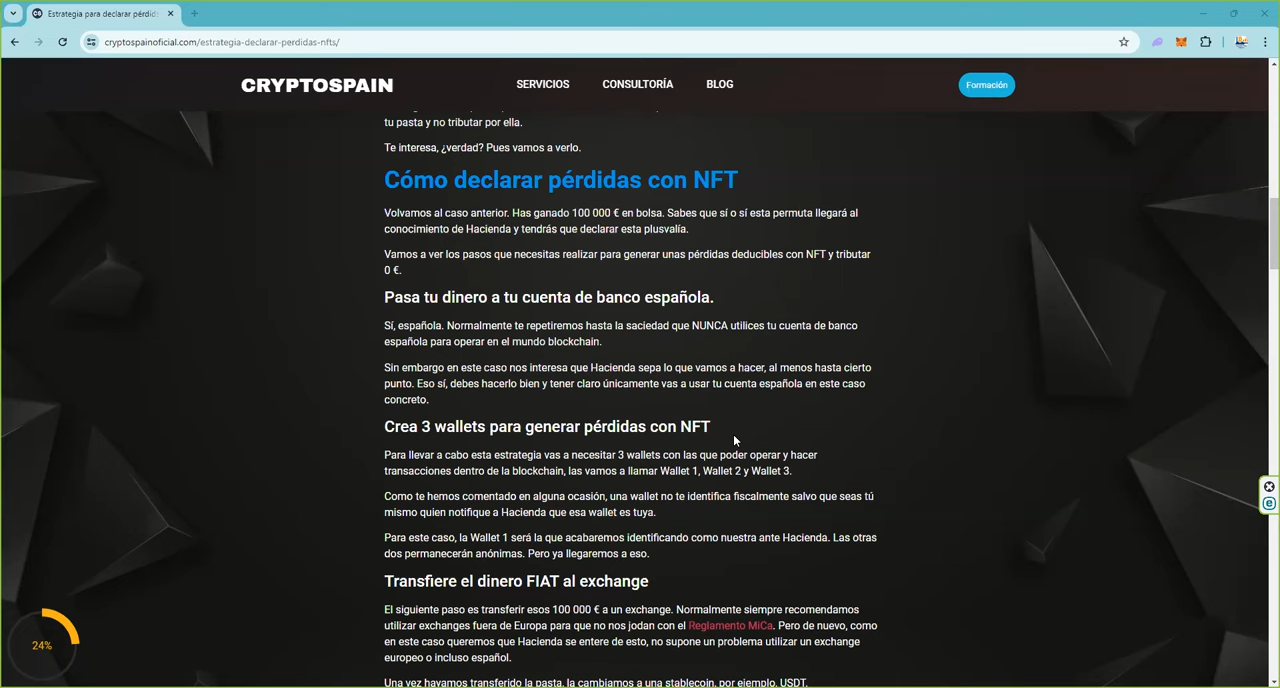 Estrategia para declarar pérdid
cryptospainoficial.com/estrategia-declarar-perdidas-nfts/
CRYPTOSPAIN
SERVICIOS
CONSULTORÍA
BLOG
Formación
tu pasta y no tributar por ella.
Te interesa, ¿verdad? Pues vamos a verlo.
Cómo declarar pérdidas con NFT
Volvamos al caso anterior. Has ganado 100 000 € en bolsa. Sabes que sí o sí esta permuta llegará al
conocimiento de Hacienda y tendrás que declarar esta plusvalía.
Vamos a ver los pasos que necesitas realizar para generar unas pérdidas deducibles con NFT y tributar
0 €.
Pasa tu dinero a tu cuenta de banco española.
Sí, española. Normalmente te repetiremos hasta la saciedad que NUNCA utilices tu cuenta de banco
española para operar en el mundo blockchain.
Sin embargo en este caso nos interesa que Hacienda sepa lo que vamos a hacer, al menos hasta cierto
punto. Eso sí, debes hacerlo bien y tener claro únicamente vas a usar tu cuenta española en este caso
concreto.
Crea 3 wallets para generar pérdidas con NFT
Para llevar a cabo esta estrategia vas a necesitar 3 wallets con las que poder operar y hacer
transacciones dentro de la blockchain, las vamos a llamar Wallet 1, Wallet 2 y Wallet 3.
Como te hemos comentado en alguna ocasión, una wallet no te identifica fiscalmente salvo que seas tú
mismo quien notifique a Hacienda que esa wallet es tuya.
Para este caso, la Wallet 1 será la que acabaremos identificando como nuestra ante Hacienda. Las otras
dos permanecerán anónimas. Pero ya llegaremos a eso.
Transfiere el dinero FIAT al exchange
El siguiente paso es transferir esos 100 000 € a un exchange. Normalmente siempre recomendamos
utilizar exchanges fuera de Europa para que no nos jodan con el Reglamento MiCa. Pero de nuevo, como
en este caso queremos que Hacienda se entere de esto, no supone un problema utilizar un exchange
europeo o incluso español.
Una vez hayamos transferido la pasta, la cambiamos a una stablecoin, por ejemplo, USDT.
24%